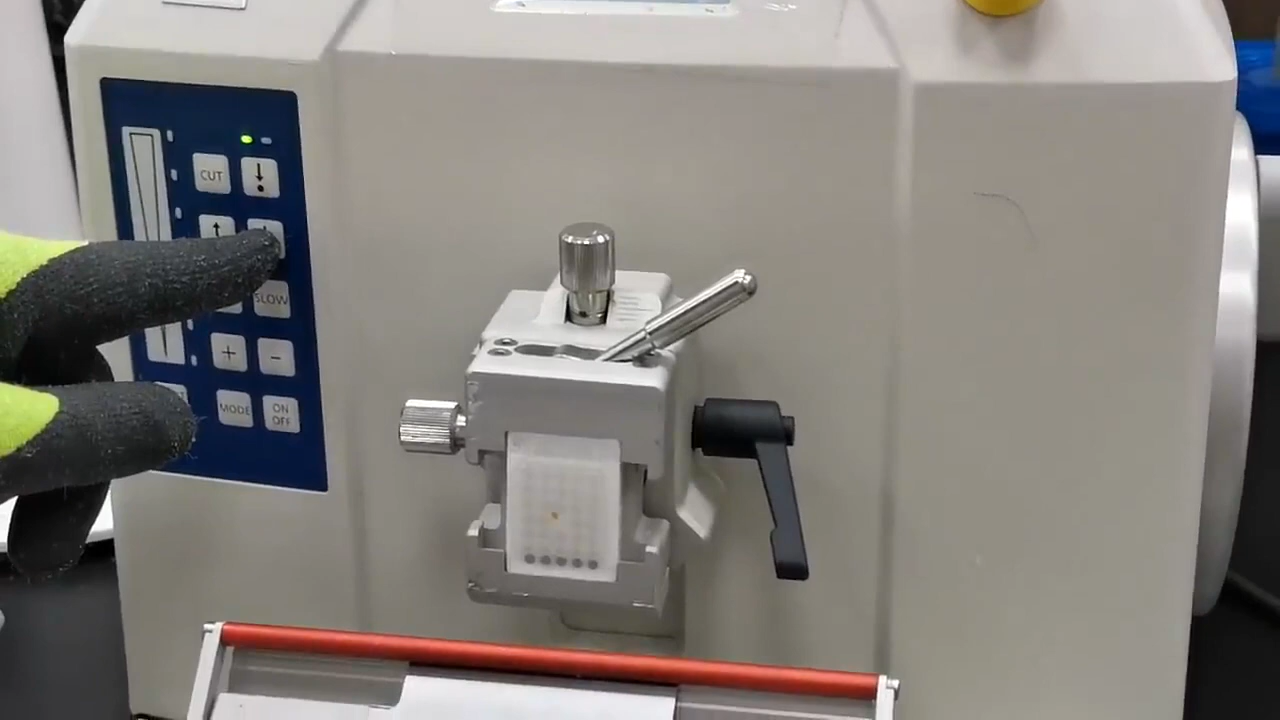 CUT
SLOW
+ -
MODE ON
OFF